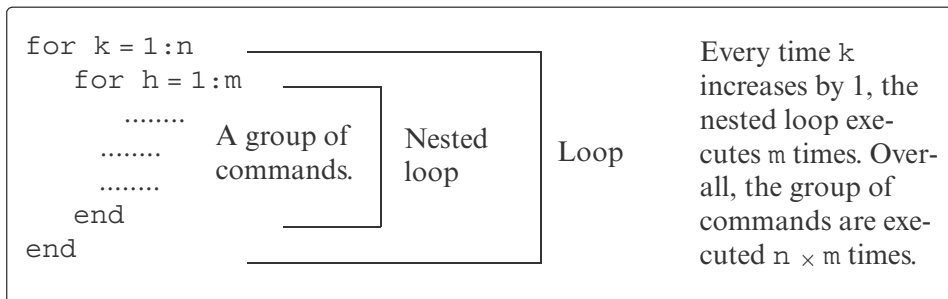 for k = 1:n
for h = 1:m
........
........
........
end
end
A group of
commands.
Nested
loop
Loop
Every time k
increases by 1, the
nested loop exe-
cutes m times. Over-
all, the group of
commands are exe-
cuted n × m times.